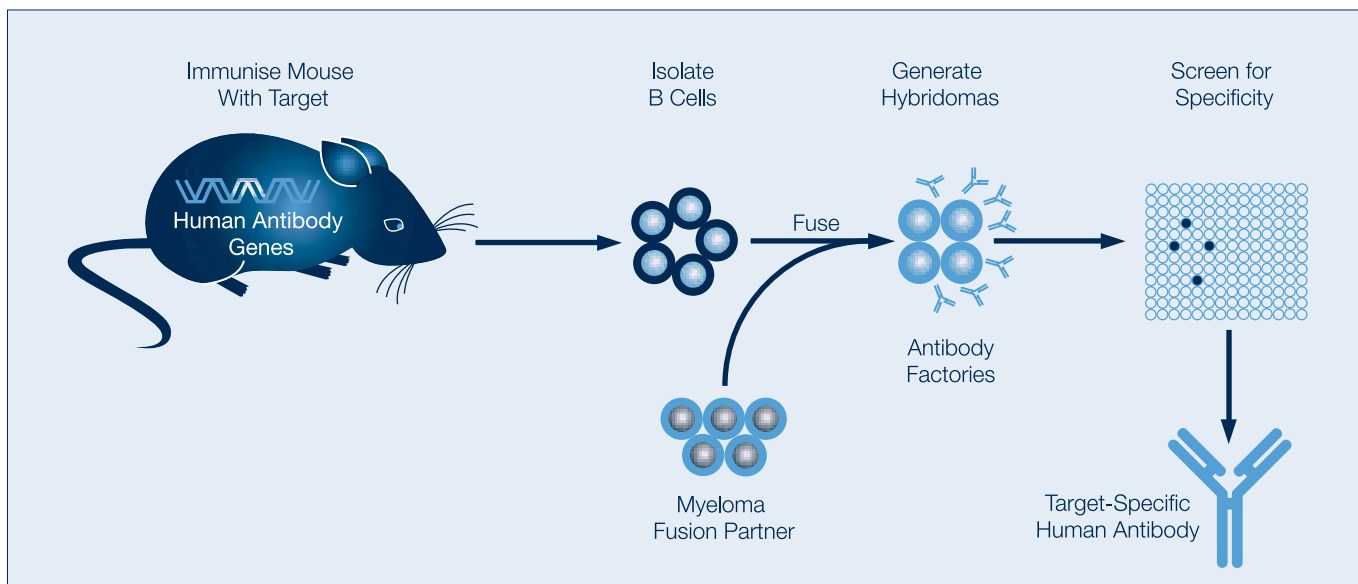 Immunise Mouse
With Target
Isolate
B Cells
Generate
Hybridomas
Screen for
Specificity
Human Antibody
Genes
Fuse
Antibody
Factories
Myeloma
Fusion Partner
Target-Specific
Human Antibody